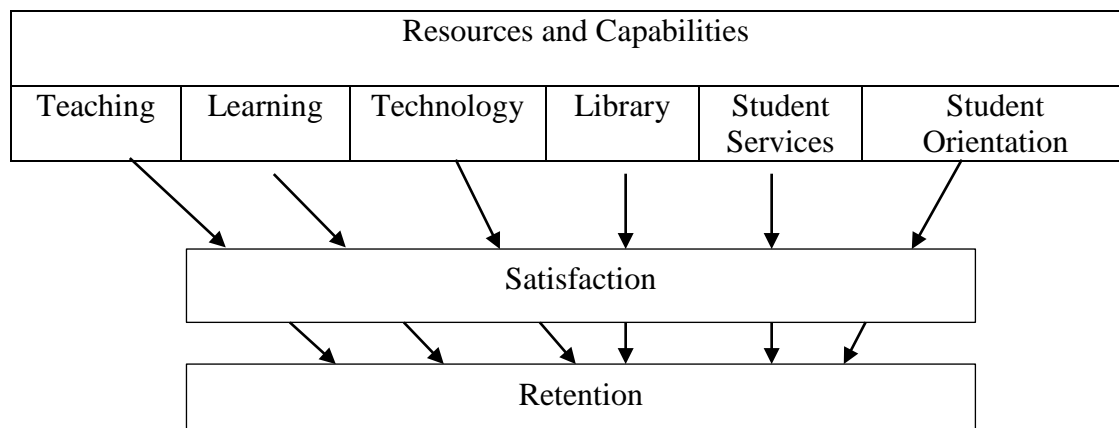 Resources and Capabilities
Teaching Learning Technology Library Student Services Student Orientation
Satisfaction
Retention